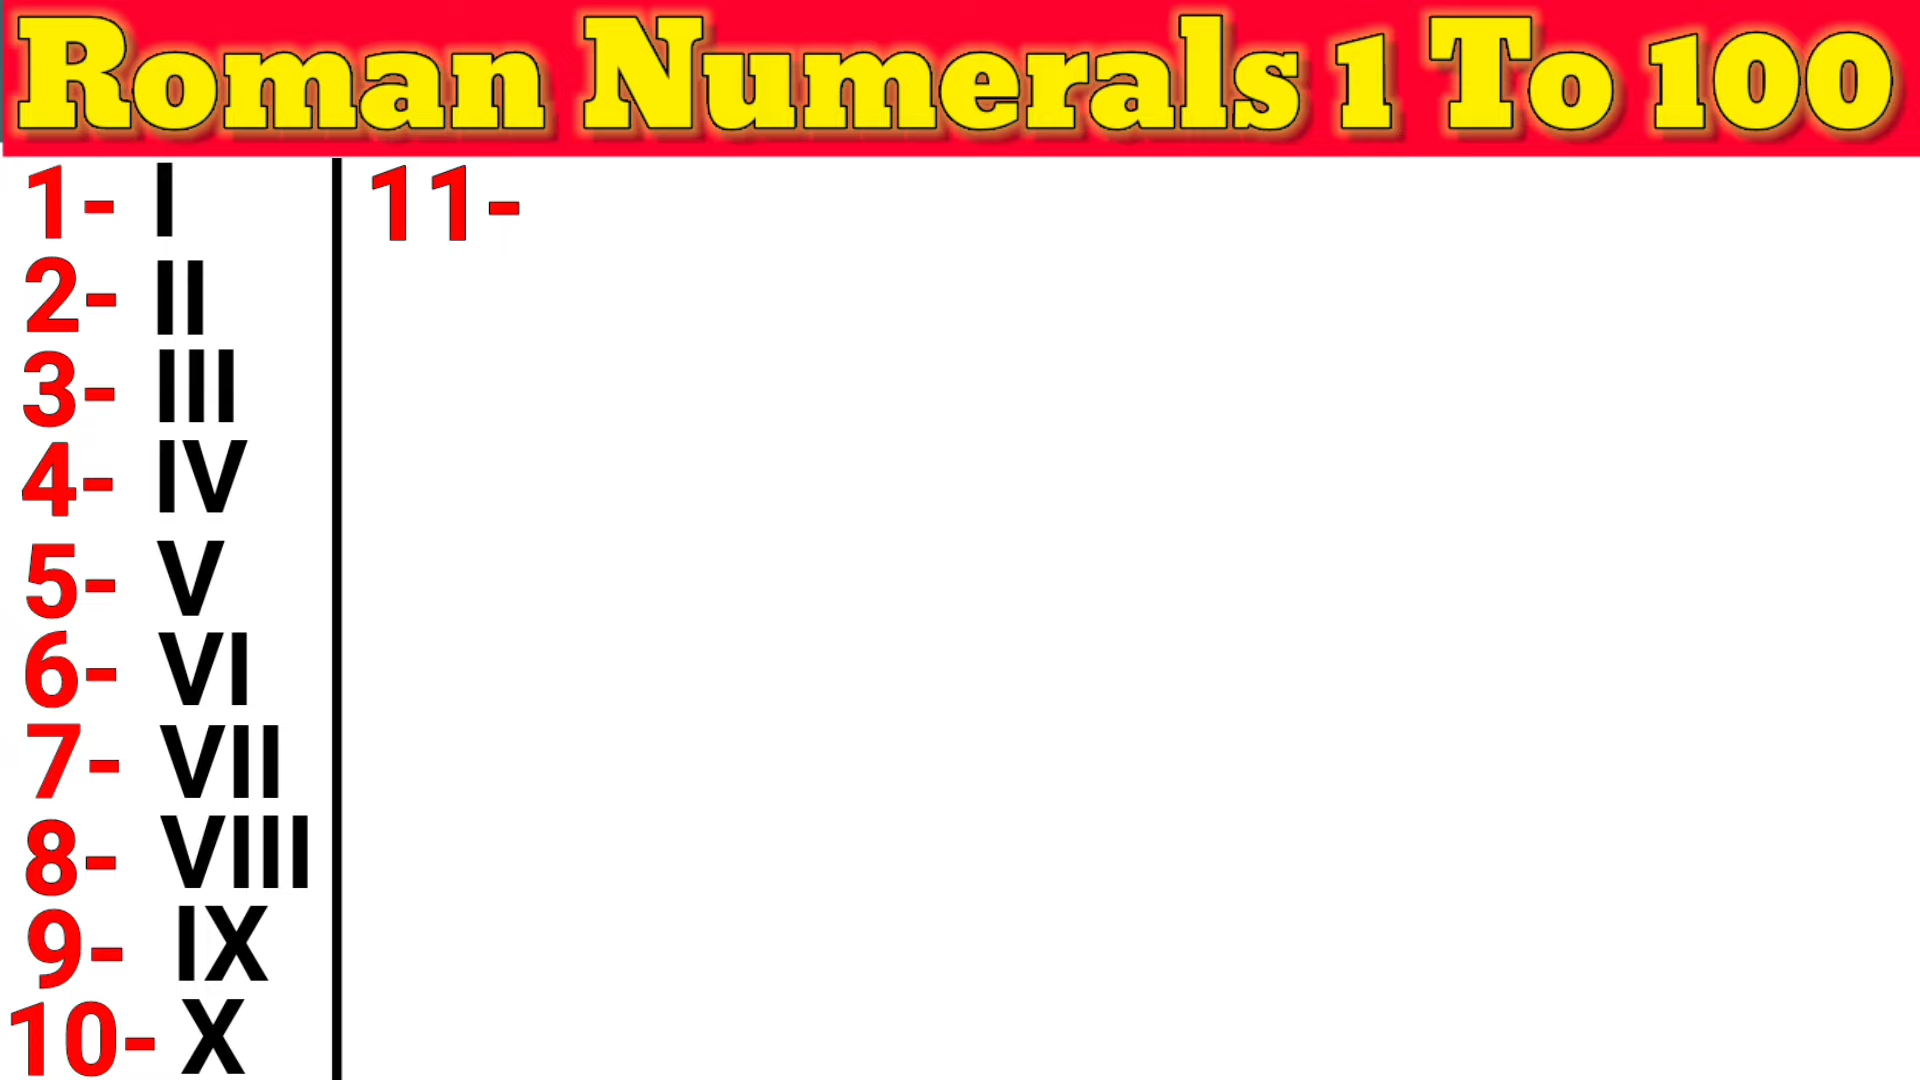 Roman Numerals 1 To 100
1- I
2- II
3- III
4- IV
5- V
6- VI
7- VII
8- VIII
9- IX
10- X
11-